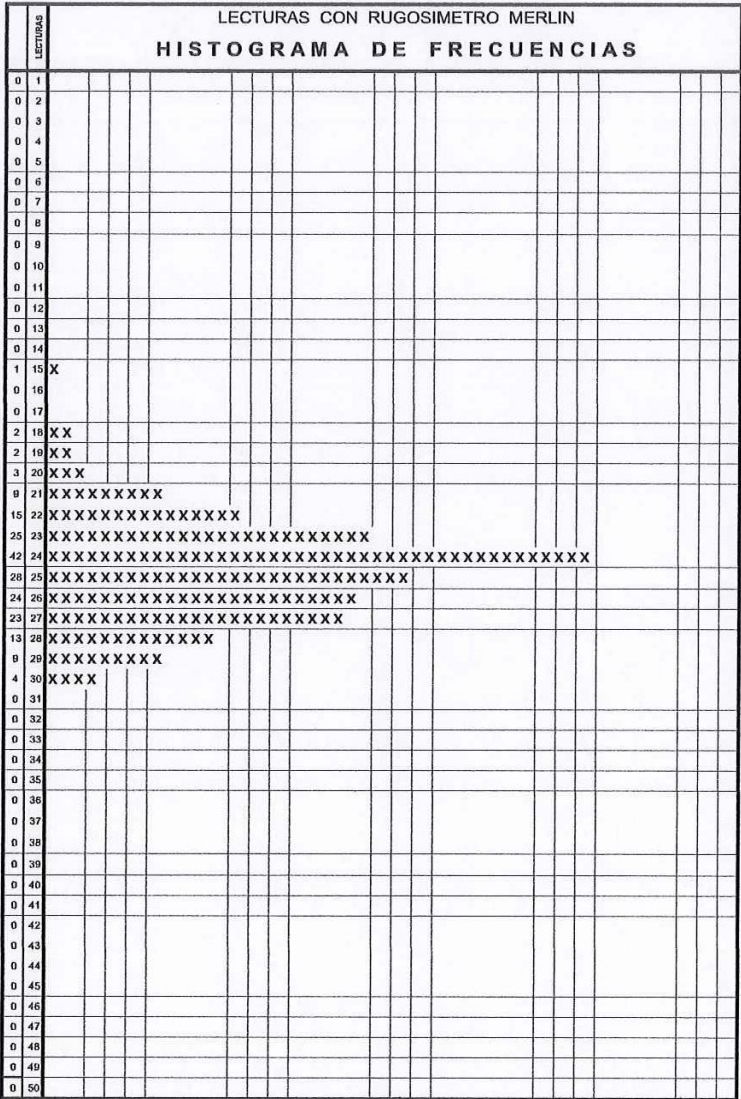 LECTURAS CON RUGOSIMETRO MERLIN
LECTURAS
HISTOGRAMA DE FRECUENCIAS
0 1
0 2
0 3
0 4
0 5
0 6
0 7
0 8
0 9
0 10
0 11
0 12
0 13
0 14
1 15 X
0 16
0 17
2 18 XX
2 19 XX
3 20 XXX
9 21 XXXXXXXXX
15 22 XXXXXXXXXXXXXXX
25 23 XXXXXXXXXXXXXXXXXXXXXXXXX
42 24 XXXXXXXXXXXXXXXXXXXXXXXXXXXXXXXXXXXXXXXXXX
28 25 XXXXXXXXXXXXXXXXXXXXXXXXXXXX
24 26 XXXXXXXXXXXXXXXXXXXXXXXX
23 27 XXXXXXXXXXXXXXXXXXXXXXX
13 28 XXXXXXXXXXXXX
9 29 XXXXXXXXX
4 30 XXXX
0 31
0 32
0 33
0 34
0 35
0 36
0 37
0 38
0 39
0 40
0 41
0 42
0 43
0 44
0 45
0 46
0 47
0 48
0 49
0 50